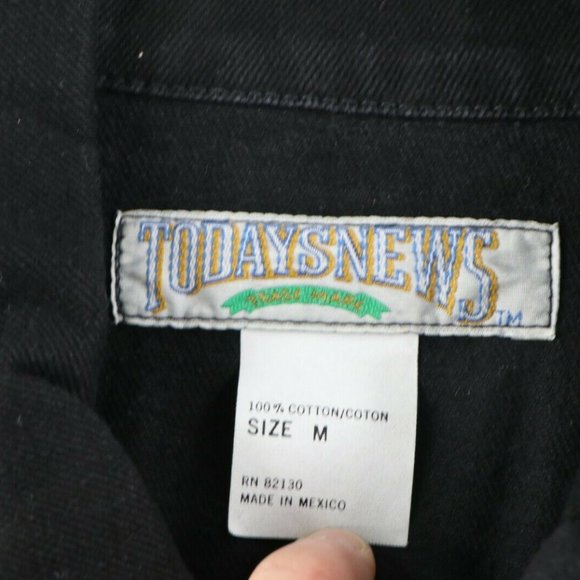 TODAYSNEWS
TM
100% COTTON/COTON
SIZE M
RN 82130
MADE IN MEXICO